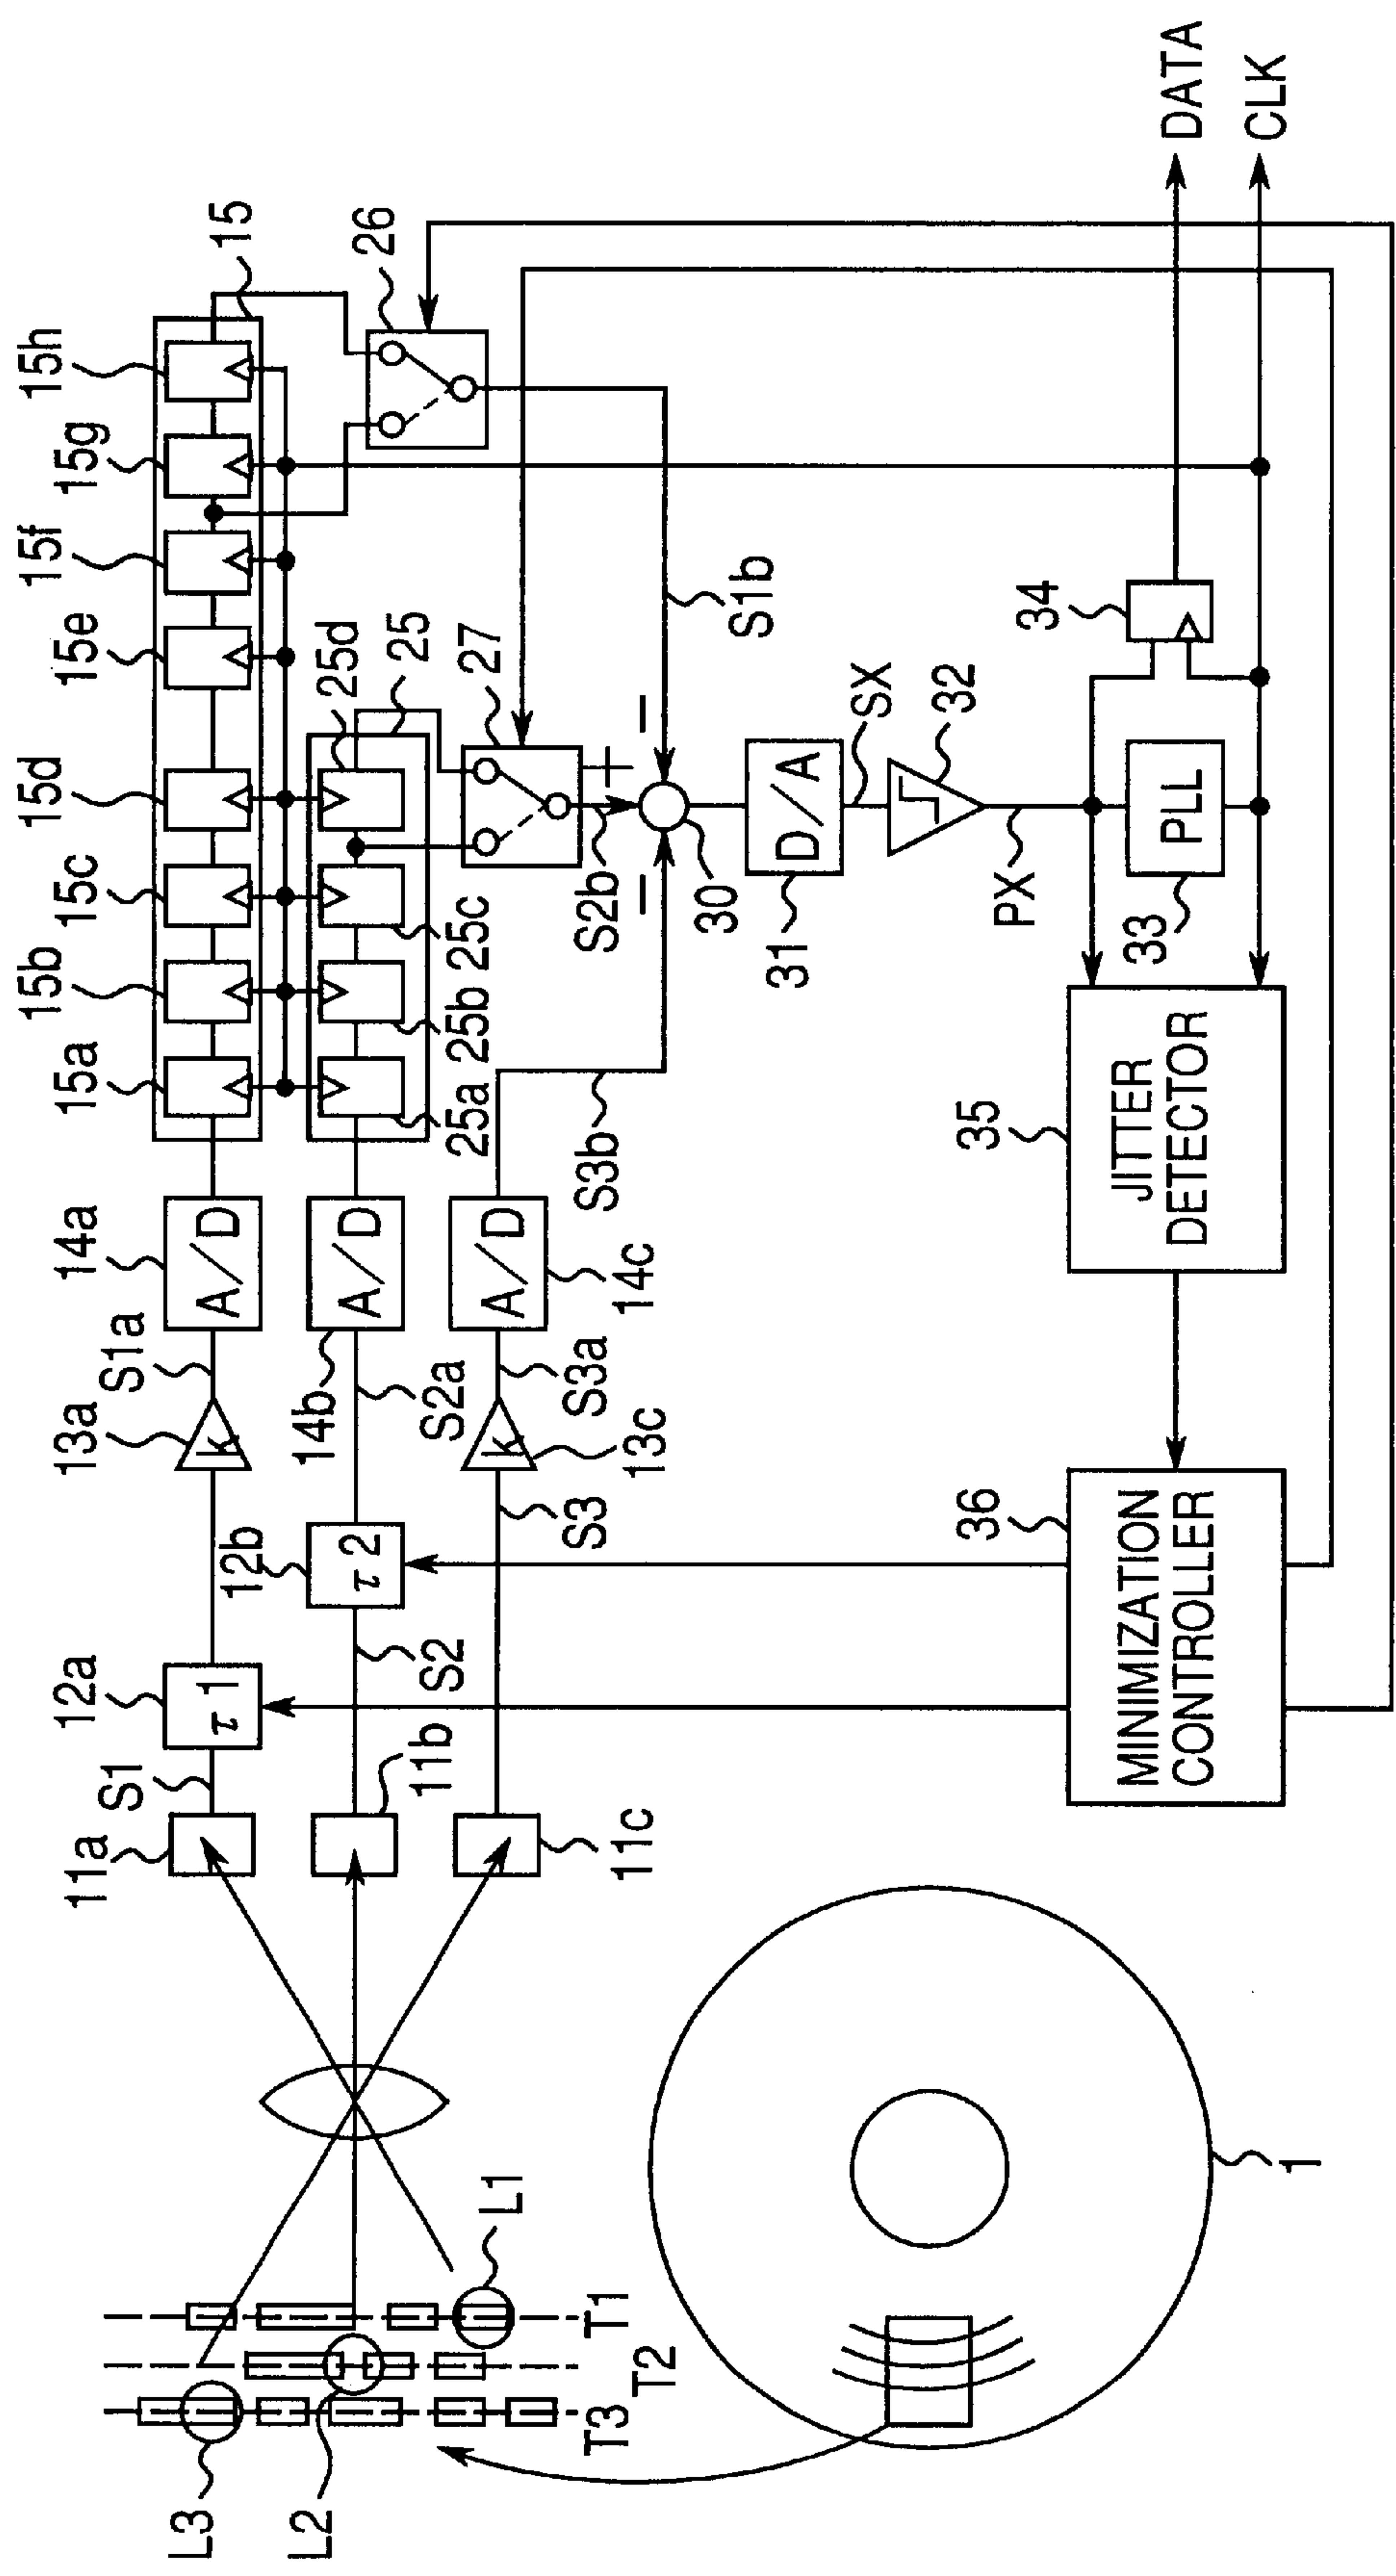 L3
L2
T3
T2
T1
L1
1
11a
11b
11c
S1
S2
S3
12a
τ1
12b
τ2
13a
k
13c
k
S1a
S2a
S3a
14a
A/D
14b
A/D
14c
A/D
15a
15b
15c
15d
15e
15f
15g
15h
15
25a
25b
25c
25d
25
26
27
S3b
S2b
S1b
+
−
−
30
31
D/A
SX
32
PX
33
PLL
34
35
JITTER
DETECTOR
36
MINIMIZATION
CONTROLLER
DATA
CLK